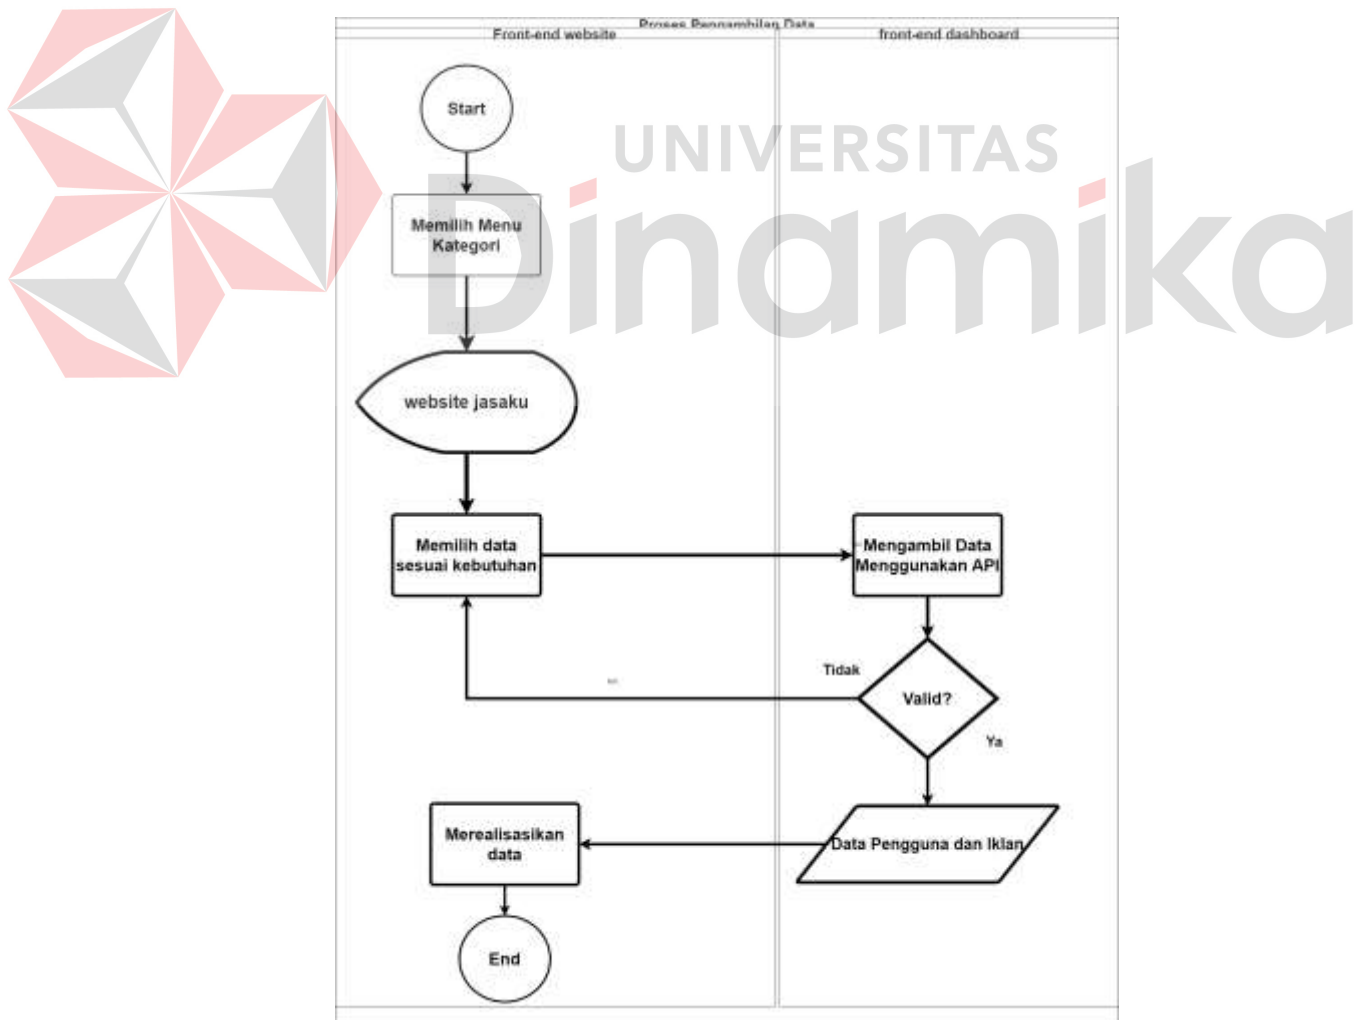 Proses Pengambilan Data
Front-end website
front-end dashboard
UNIVERSITAS
Dinamika
Start
Memilih Menu
Kategori
website jasaku
Memilih data
sesuai kebutuhan
Mengambil Data
Menggunakan API
Tidak
Valid?
Ya
Merealisasikan
data
Data Pengguna dan Iklan
End